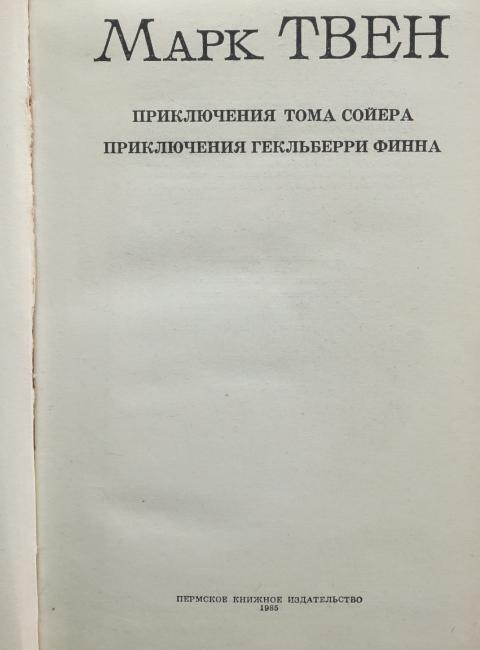 Марк ТВЕН
ПРИКЛЮЧЕНИЯ ТОМА СОЙЕРА
ПРИКЛЮЧЕНИЯ ГЕКЛЬБЕРРИ ФИННА
ПЕРМСКОЕ КНИЖНОЕ ИЗДАТЕЛЬСТВО
1985